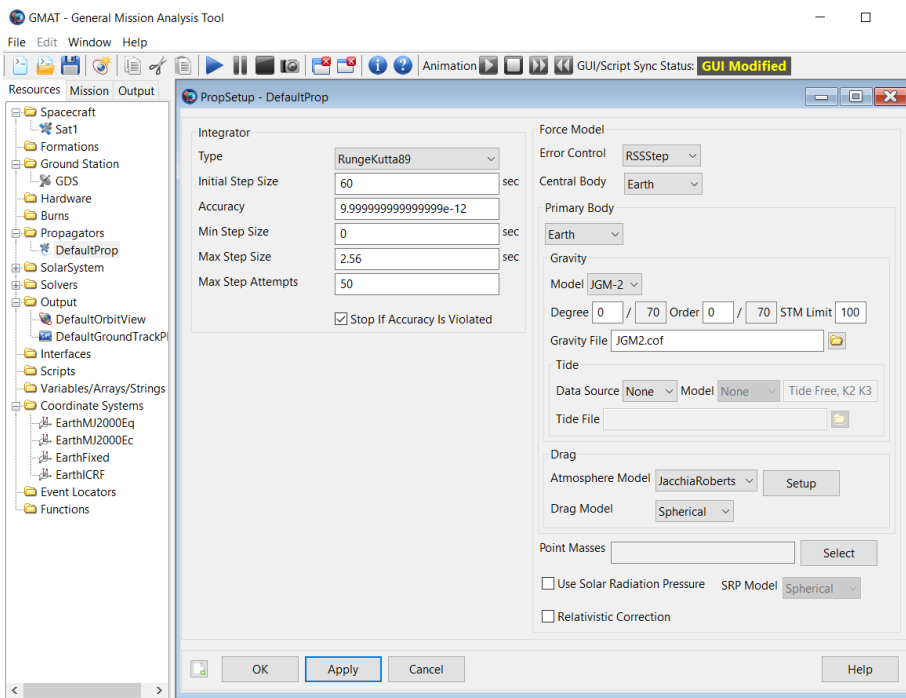 GMAT - General Mission Analysis Tool
File Edit Window Help
Animation GUI/Script Sync Status: GUI Modified
Resources Mission Output
Spacecraft
Sat1
Formations
Ground Station
GDS
Hardware
Burns
Propagators
DefaultProp
SolarSystem
Solvers
Output
DefaultOrbitView
DefaultGroundTrackPl
Interfaces
Scripts
Variables/Arrays/Strings
Coordinate Systems
EarthMJ2000Eq
EarthMJ2000Ec
EarthFixed
EarthICRF
Event Locators
Functions
PropSetup - DefaultProp
Integrator
Type RungeKutta89
Initial Step Size 60 sec
Accuracy 9.999999999999999e-12
Min Step Size 0 sec
Max Step Size 2.56 sec
Max Step Attempts 50
Stop If Accuracy Is Violated
Force Model
Error Control RSSStep
Central Body Earth
Primary Body
Earth
Gravity
Model JGM-2
Degree 0 / 70 Order 0 / 70 STM Limit 100
Gravity File JGM2.cof
Tide
Data Source None Model None Tide Free, K2 K3
Tide File
Drag
Atmosphere Model JacchiaRoberts Setup
Drag Model Spherical
Point Masses Select
Use Solar Radiation Pressure SRP Model Spherical
Relativistic Correction
OK Apply Cancel Help